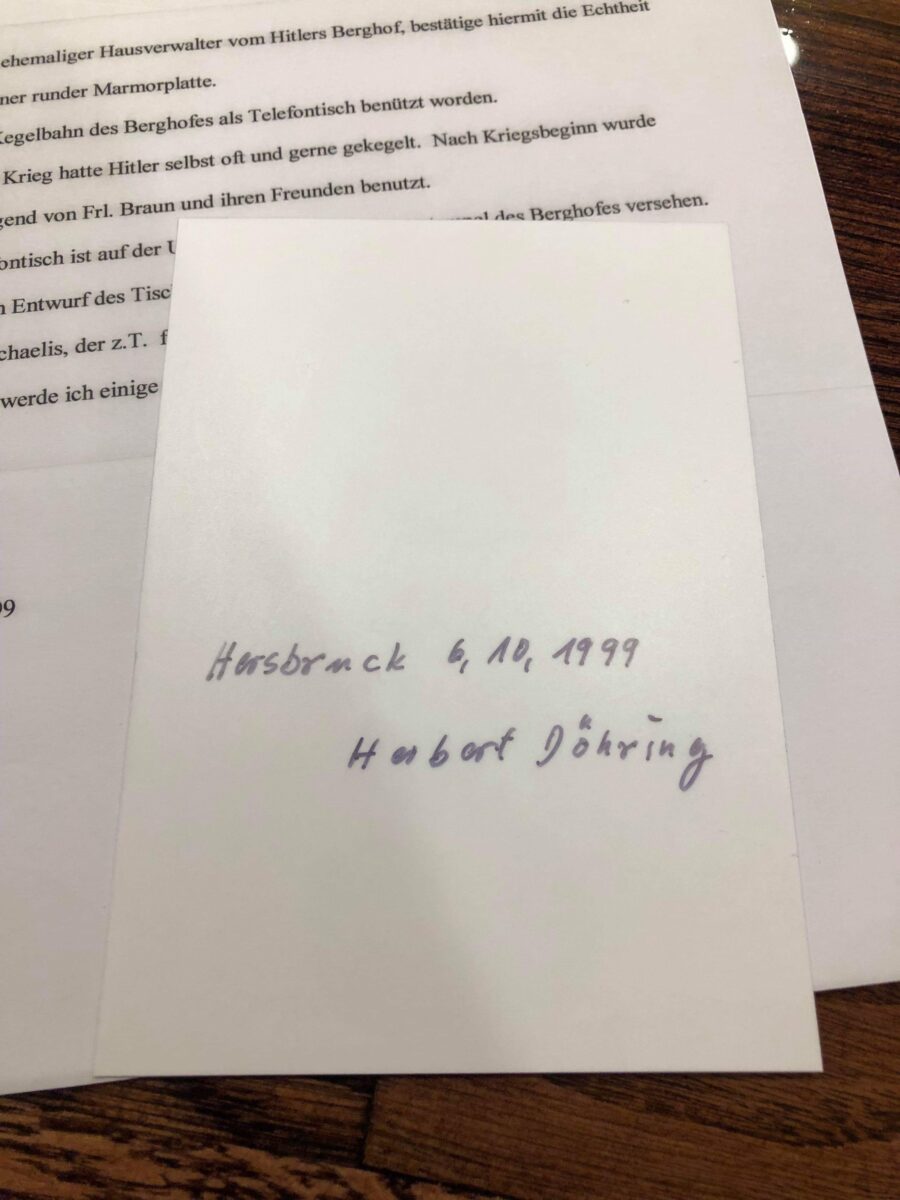 ehemaliger Hausverwalter vom Hitlers Berghof, bestätige hiermit die Echtheit
ner runder Marmorplatte.
Kegelbahn des Berghofes als Telefontisch benützt worden.
Krieg hatte Hitler selbst oft und gerne gekegelt. Nach Kriegsbeginn wurde
gend von Frl. Braun und ihren Freunden benutzt.
ontisch ist auf der U
des Berghofes versehen.
n Entwurf des Tisc
chaelis, der z.T. f
werde ich einige
99
Hersbruck 6, 10, 1999
Herbert Döhring